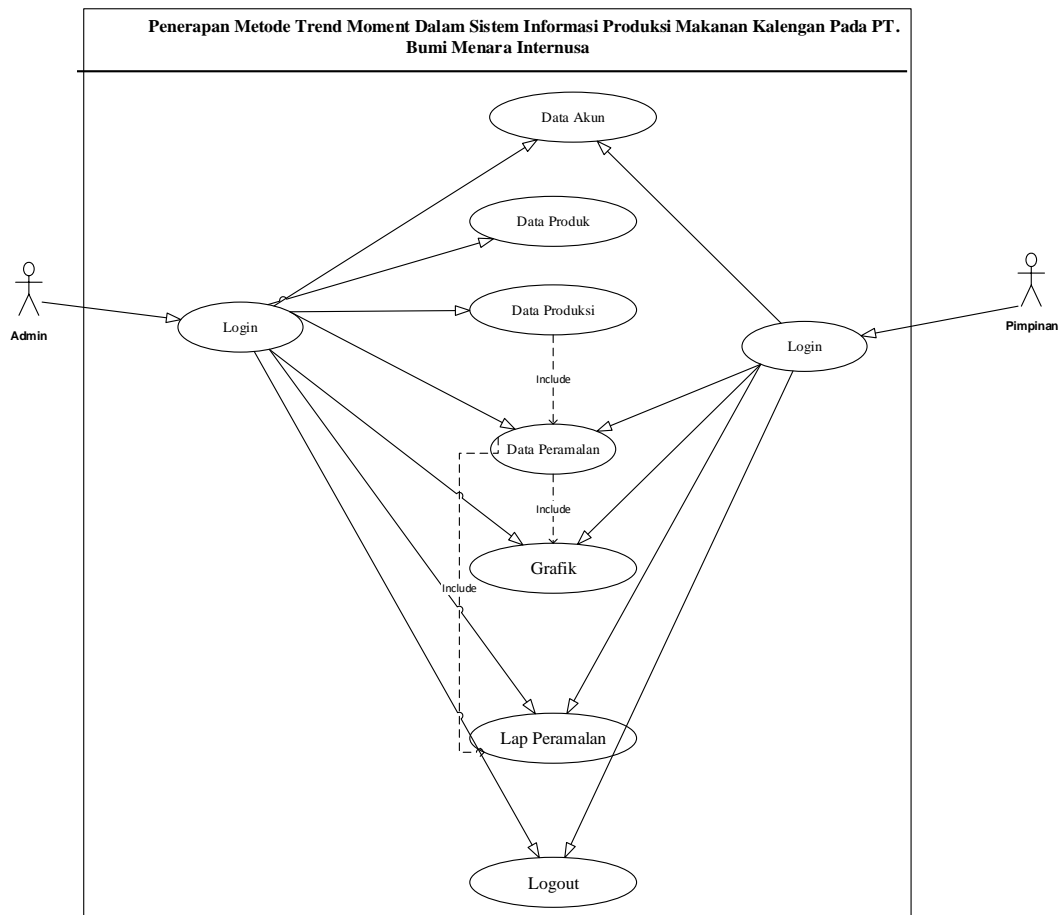 Penerapan Metode Trend Moment Dalam Sistem Informasi Produksi Makanan Kalengan Pada PT.
Bumi Menara Internusa
Data Akun
Data Produk
Data Produksi
Admin
Login
Login
Pimpinan
Include
Data Peramalan
Include
Grafik
Include
Lap Peramalan
Logout